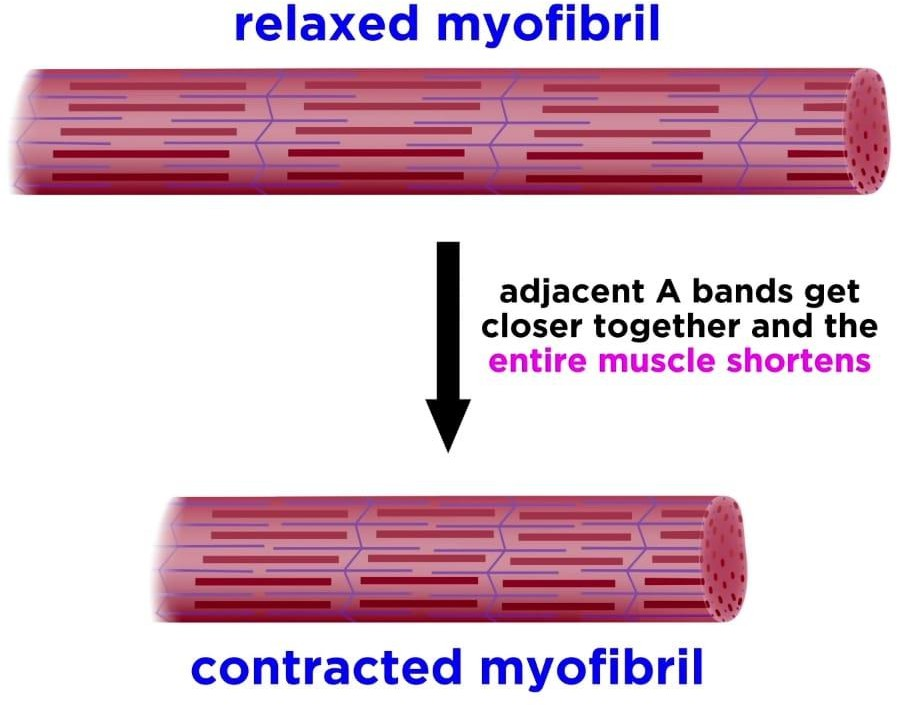 relaxed myofibril
adjacent A bands get
closer together and the
entire muscle shortens
contracted myofibril